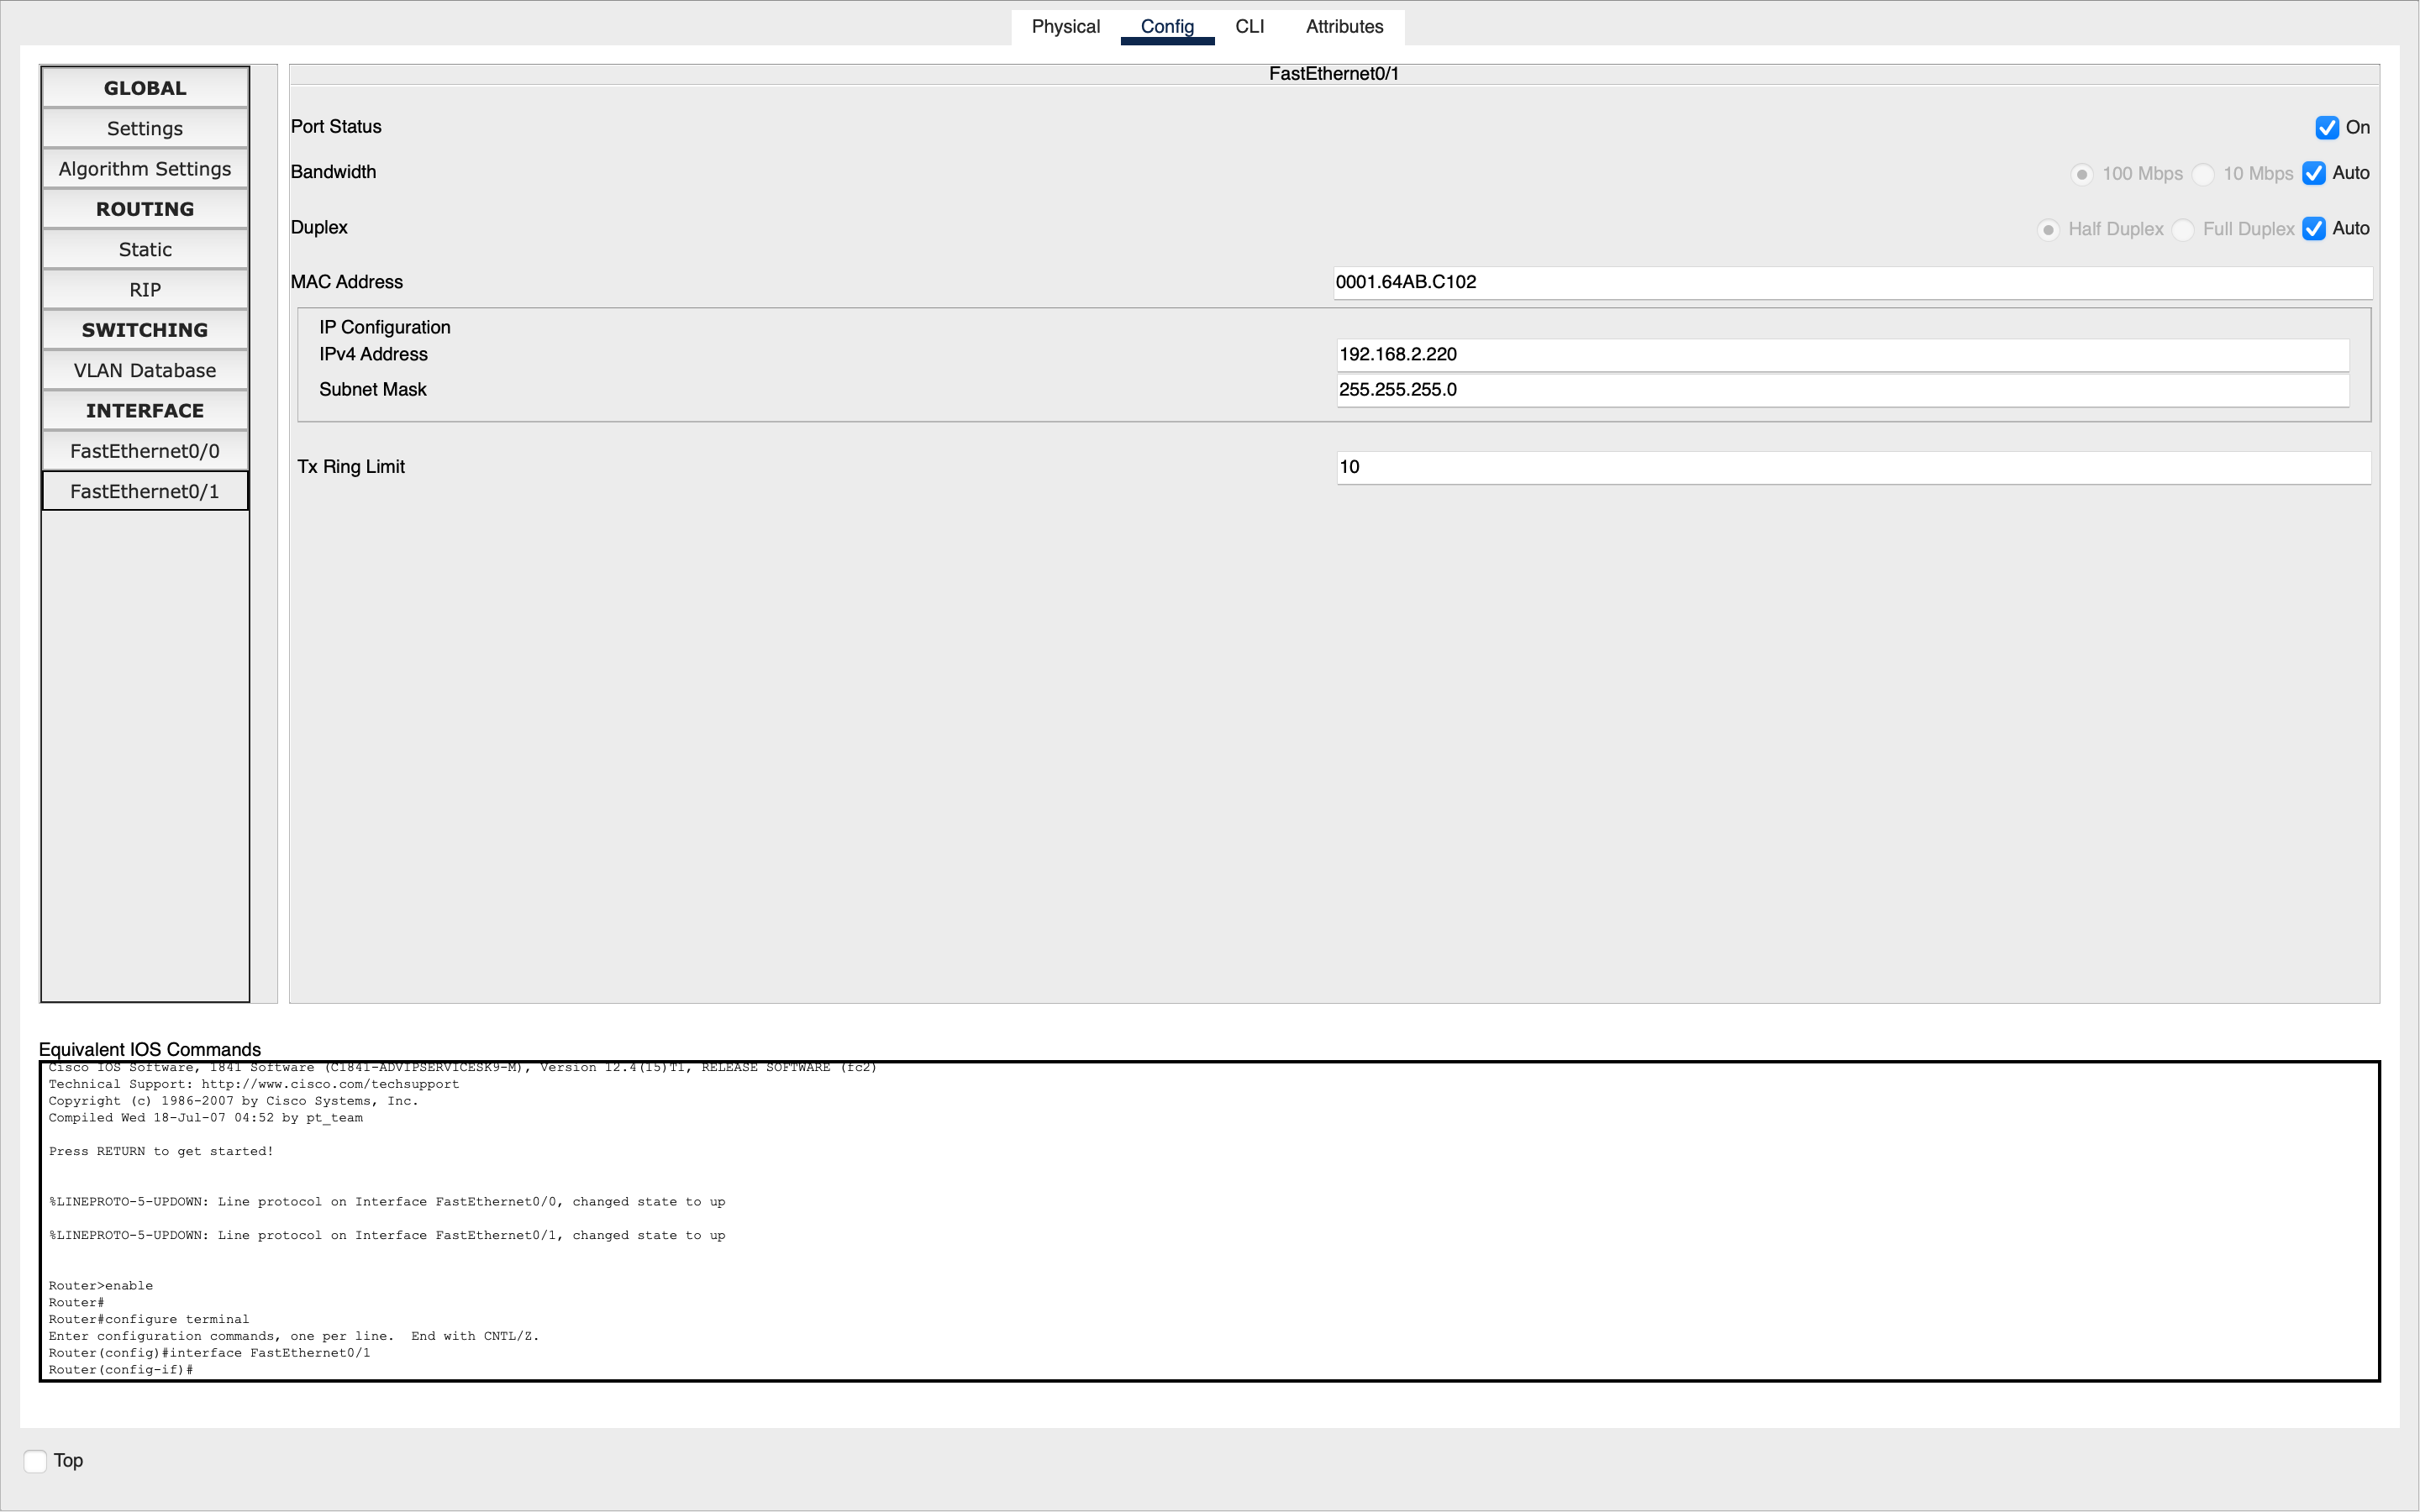 Physical Config CLI Attributes
GLOBAL
Settings
Algorithm Settings
ROUTING
Static
RIP
SWITCHING
VLAN Database
INTERFACE
FastEthernet0/0
FastEthernet0/1
FastEthernet0/1
Port Status On
Bandwidth 100 Mbps 10 Mbps Auto
Duplex Half Duplex Full Duplex Auto
MAC Address 0001.64AB.C102
IP Configuration
IPv4 Address 192.168.2.220
Subnet Mask 255.255.255.0
Tx Ring Limit 10
Equivalent IOS Commands
Cisco IOS Software, 1841 Software (C1841-ADVIPSERVICESK9-M), Version 12.4(15)T1, RELEASE SOFTWARE (fc2)
Technical Support: http://www.cisco.com/techsupport
Copyright (c) 1986-2007 by Cisco Systems, Inc.
Compiled Wed 18-Jul-07 04:52 by pt_team
Press RETURN to get started!
%LINEPROTO-5-UPDOWN: Line protocol on Interface FastEthernet0/0, changed state to up
%LINEPROTO-5-UPDOWN: Line protocol on Interface FastEthernet0/1, changed state to up
Router>enable
Router#
Router#configure terminal
Enter configuration commands, one per line.  End with CNTL/Z.
Router(config)#interface FastEthernet0/1
Router(config-if)#
Top